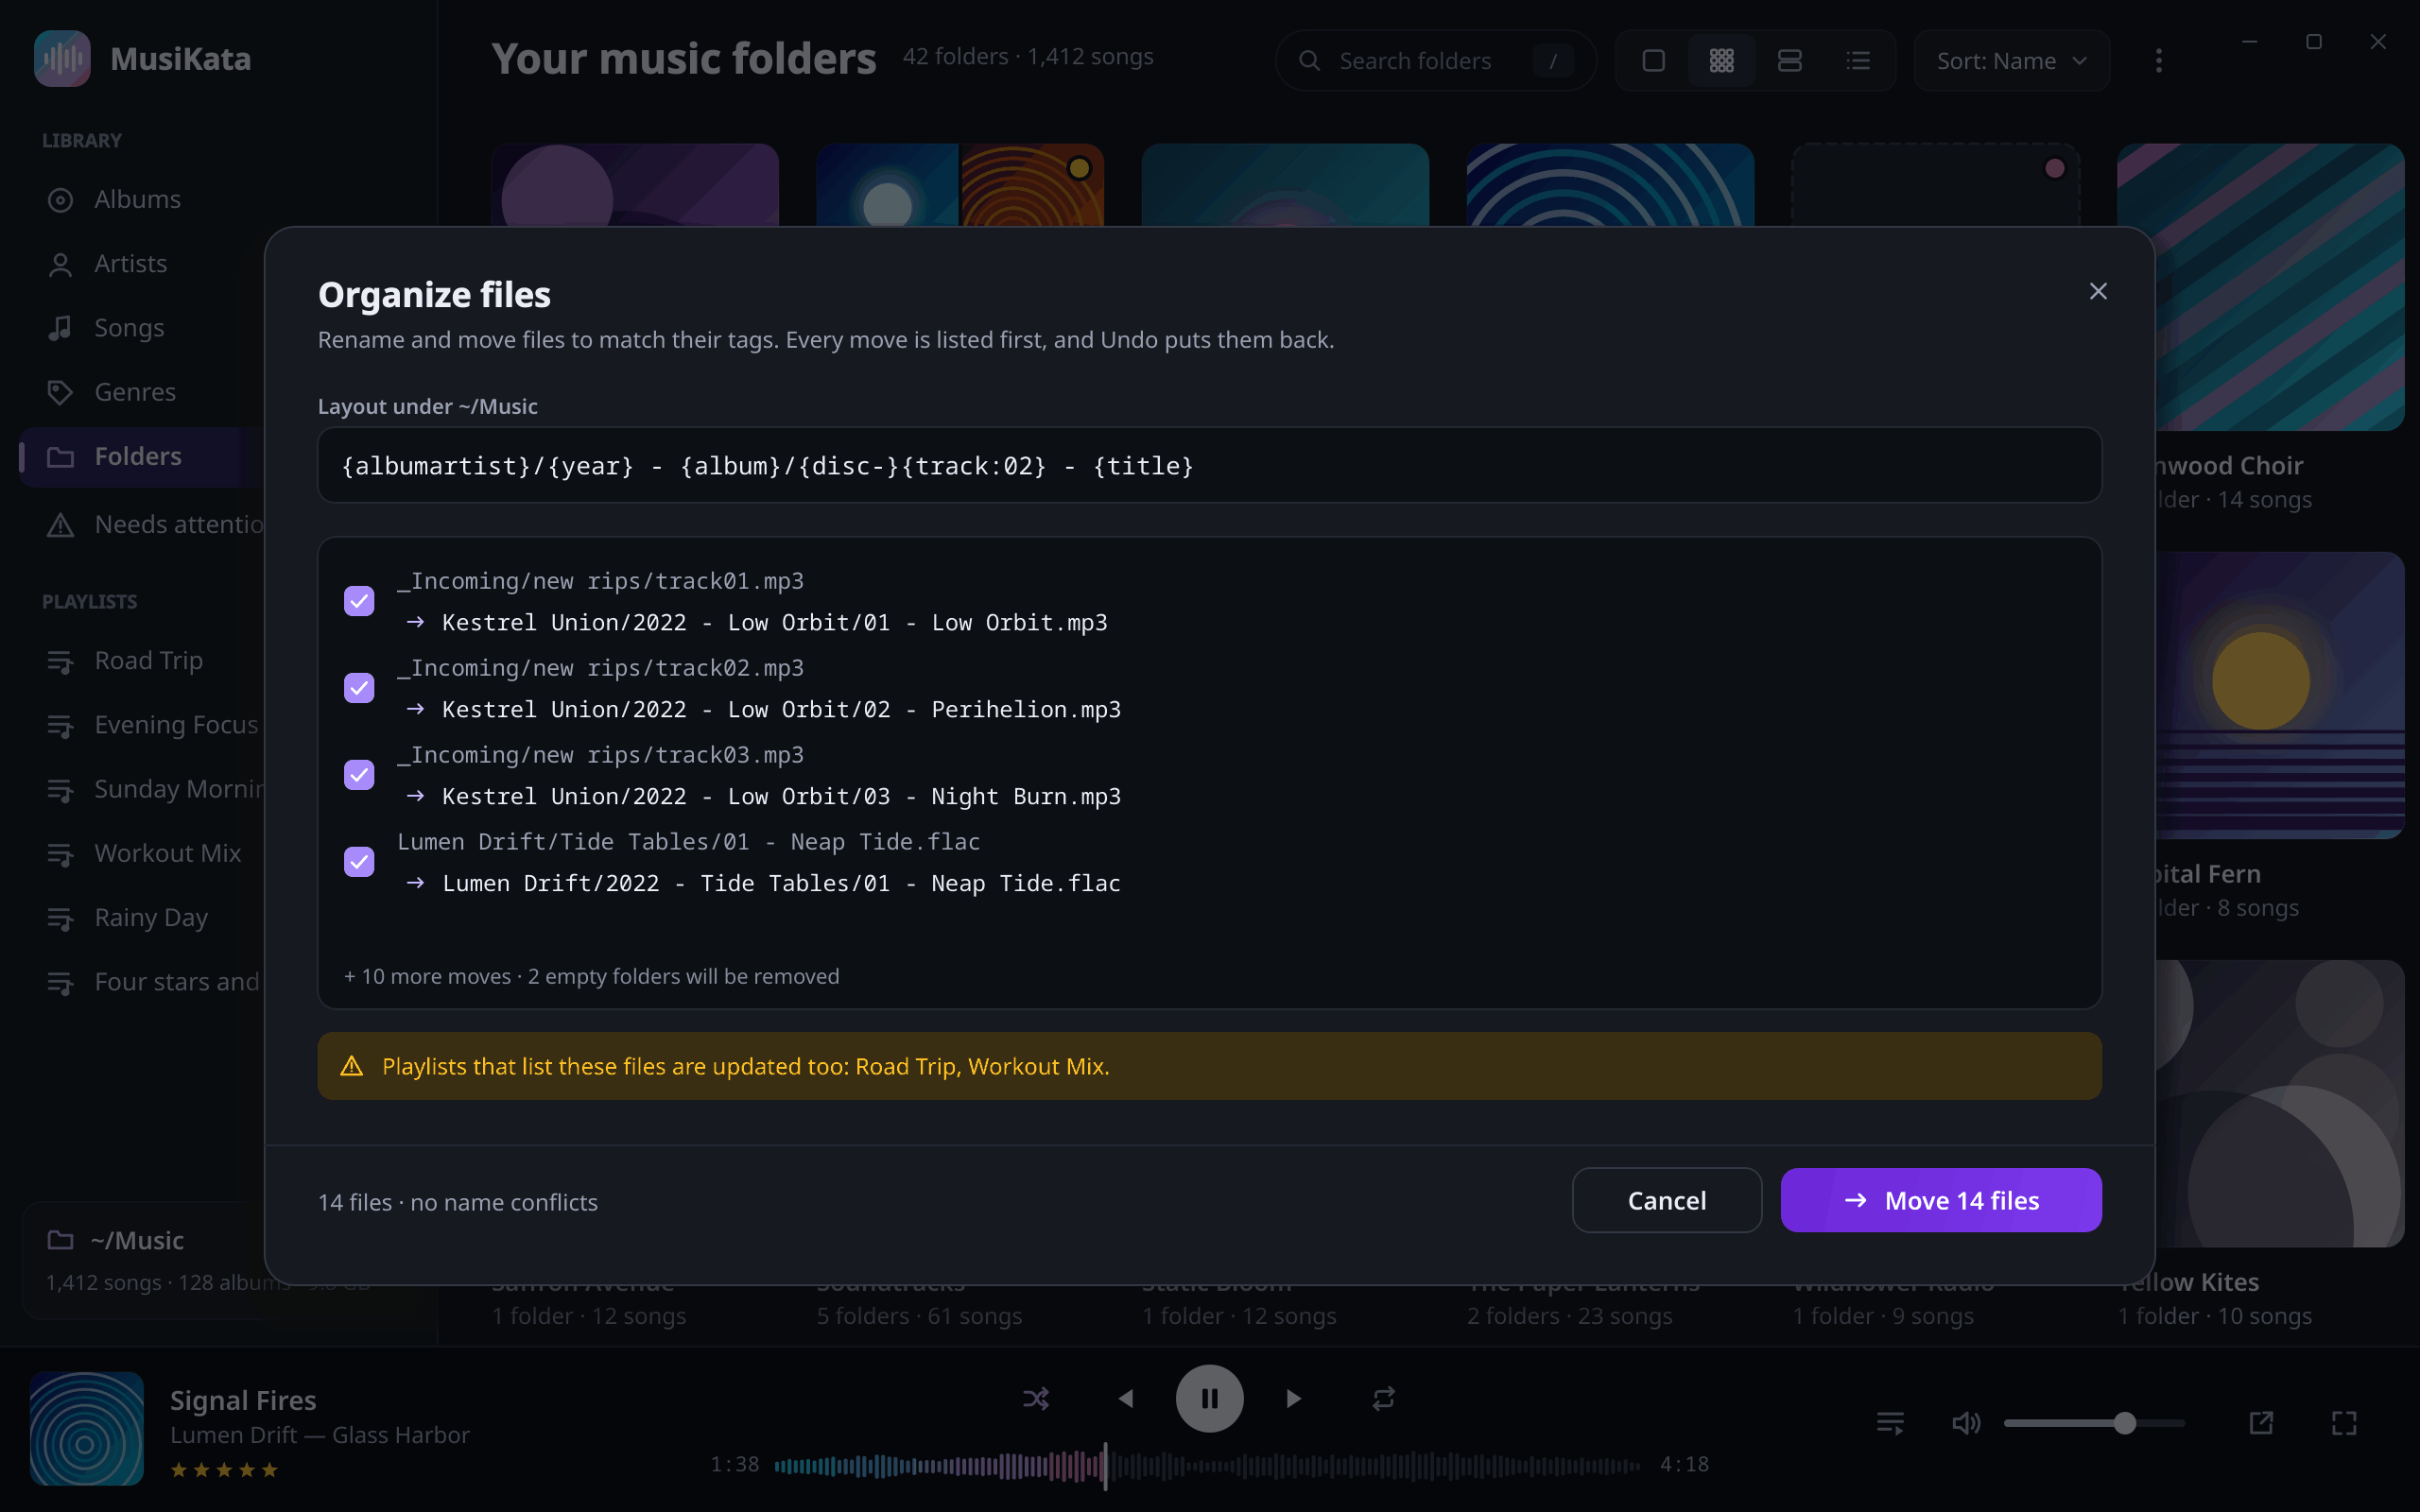 MusiKata
Your music folders
42 folders · 1,412 songs
Search folders
/
Sort: Name
LIBRARY
Albums
Artists
Songs
Genres
Folders
Needs
PLAYLISTS
Road Trip
Evening Focus
Sunday
Workout Mix
Rainy Day
Four stars and
~/Music
1,412 songs · 128 albums
Organize files
Rename and move files to match their tags. Every move is listed first, and Undo puts them back.
Layout under ~/Music
{albumartist}/{year} - {album}/{disc-}{track:02} - {title}
_Incoming/new rips/track01.mp3
→ Kestrel Union/2022 - Low Orbit/01 - Low Orbit.mp3
_Incoming/new rips/track02.mp3
→ Kestrel Union/2022 - Low Orbit/02 - Perihelion.mp3
_Incoming/new rips/track03.mp3
→ Kestrel Union/2022 - Low Orbit/03 - Night Burn.mp3
Lumen Drift/Tide Tables/01 - Neap Tide.flac
→ Lumen Drift/2022 - Tide Tables/01 - Neap Tide.flac
+ 10 more moves · 2 empty folders will be removed
Playlists that list these files are updated too: Road Trip, Workout Mix.
14 files · no name conflicts
Cancel
→ Move 14 files
Choir
14 songs
Fern
8 songs
1 folder · 12 songs
5 folders · 61 songs
1 folder · 12 songs
2 folders · 23 songs
1 folder · 9 songs
Yellow Kites
1 folder · 10 songs
Signal Fires
Lumen Drift — Glass Harbor
1:38
4:18